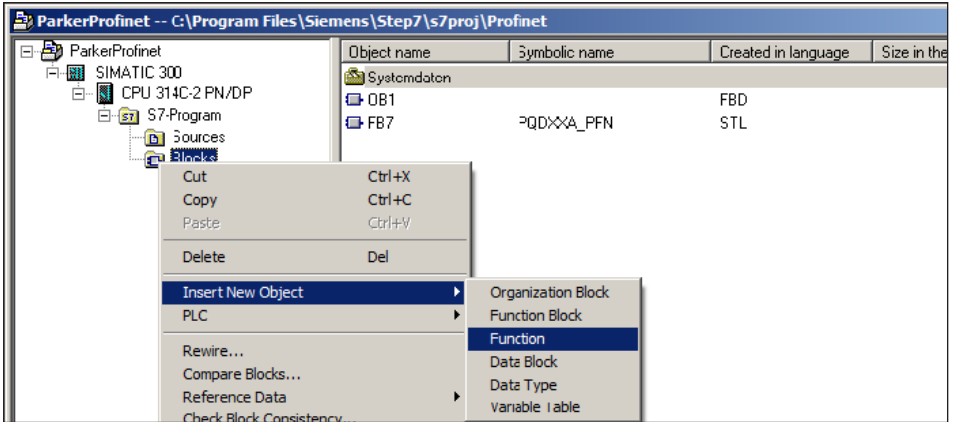 ParkerProfinet -- C:\Program Files\Siemens\Step7\s7proj\Profinet
ParkerProfinet
SIMATIC 300
CPU 314C-2 PN/DP
S7-Program
Sources
Blocks
Object name Symbolic name Created in language Size in the
Systemdaten
OB1 FBD
FB7 PQDXXA_PFN STL
Cut Ctrl+X
Copy Ctrl+C
Paste Ctrl+V
Delete Del
Insert New Object
PLC
Rewire...
Compare Blocks...
Reference Data
Check Block Consistency...
Organization Block
Function Block
Function
Data Block
Data Type
Variable Table